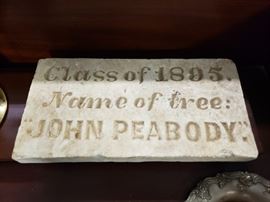 Class of 1895.
Name of tree:
"JOHN PEABODY".